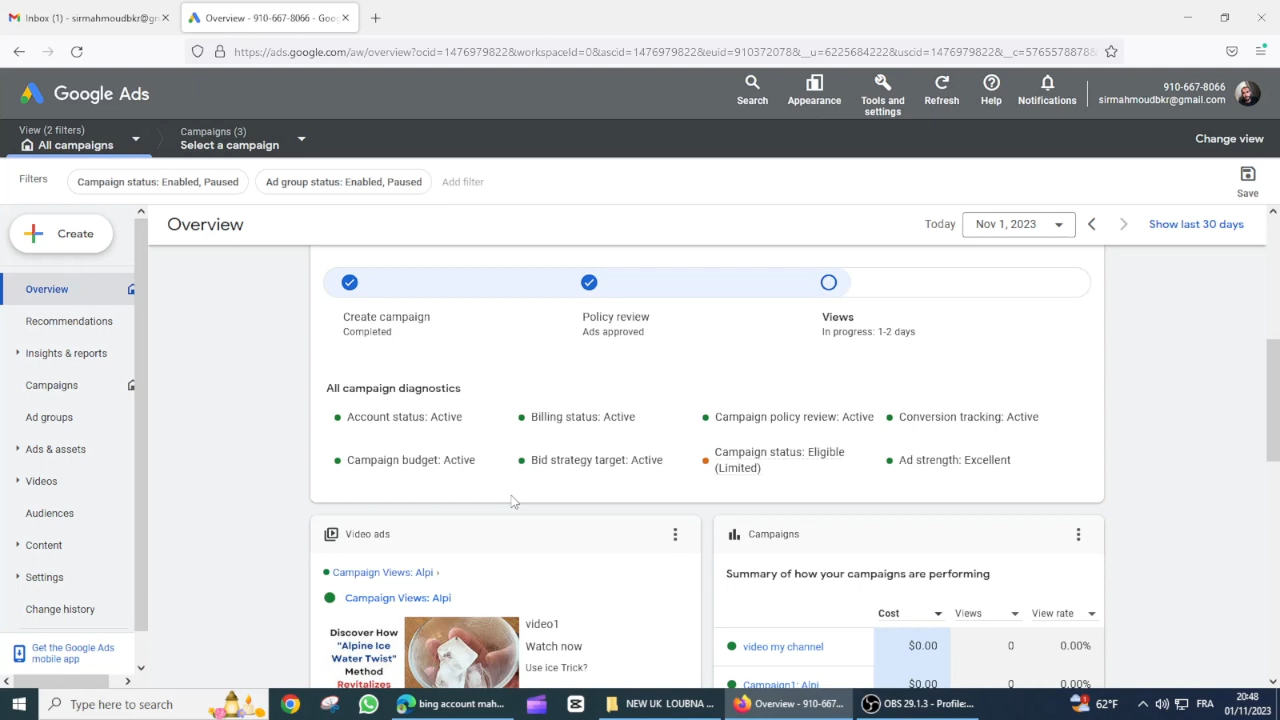 Inbox (1) - sirmahmoudbkr@gm
Overview - 910-667-8066 - Goo
https://ads.google.com/aw/overview?ocid=1476979822&workspaceId=0&ascid=1476979822&euid=910372078&__u=6225684222&uscid=1476979822&__c=5765578878&
Google Ads
Search
Appearance
Tools and
settings
Refresh
Help
Notifications
910-667-8066
sirmahmoudbkr@gmail.com
View (2 filters)
All campaigns
Campaigns (3)
Select a campaign
Change view
Filters
Campaign status: Enabled, Paused
Ad group status: Enabled, Paused
Add filter
Save
Create
Overview
Recommendations
Insights & reports
Campaigns
Ad groups
Ads & assets
Videos
Audiences
Content
Settings
Change history
Get the Google Ads
mobile app
Overview
Today
Nov 1, 2023
Show last 30 days
Create campaign
Completed
Policy review
Ads approved
Views
In progress: 1-2 days
All campaign diagnostics
Account status: Active
Billing status: Active
Campaign policy review: Active
Conversion tracking: Active
Campaign budget: Active
Bid strategy target: Active
Campaign status: Eligible
(Limited)
Ad strength: Excellent
Video ads
Campaign Views: Alpi ›
Campaign Views: Alpi
Discover How
"Alpine Ice
Water Twist"
Method
Revitalizes
video1
Watch now
Use ice Trick?
Campaigns
Summary of how your campaigns are performing
Cost
Views
View rate
video my channel
$0.00
0
0.00%
Campaign1: Alpi
$0.00
0
0.00%
Type here to search
bing account mah...
NEW UK LOUBNA ...
Overview - 910-667...
OBS 29.1.3 - Profile:...
62°F
FRA
20:48
01/11/2023